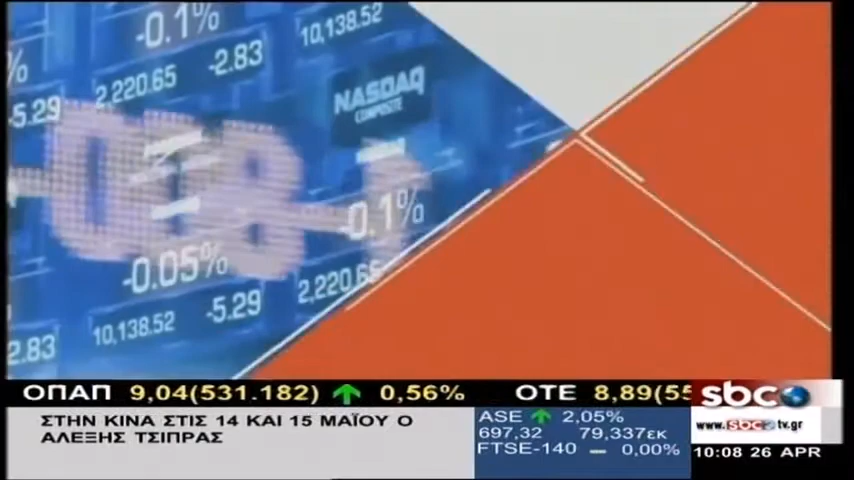 -0.1%
10,138.52
-2.83
2,220.65
-5.29
NASDAQ
COMPOSITE
-0.1%
-0.05%
2,220.65
-5.29
10,138.52
2.83
ΟΠΑΠ 9,04(531.182) 0,56% ΟΤΕ 8,89(55
sbc
www.sbctv.gr
ΣΤΗΝ ΚΙΝΑ ΣΤΙΣ 14 ΚΑΙ 15 ΜΑΪΟΥ Ο
ΑΛΕΞΗΣ ΤΣΙΠΡΑΣ
ASE 2,05%
697,32 79,337εκ
FTSE-140 0,00%
10:08 26 APR